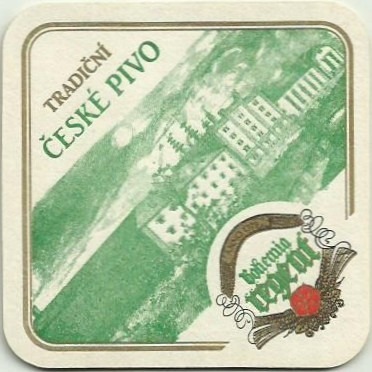 TRADIČNÍ
ČESKÉ PIVO
Bohemia
regent